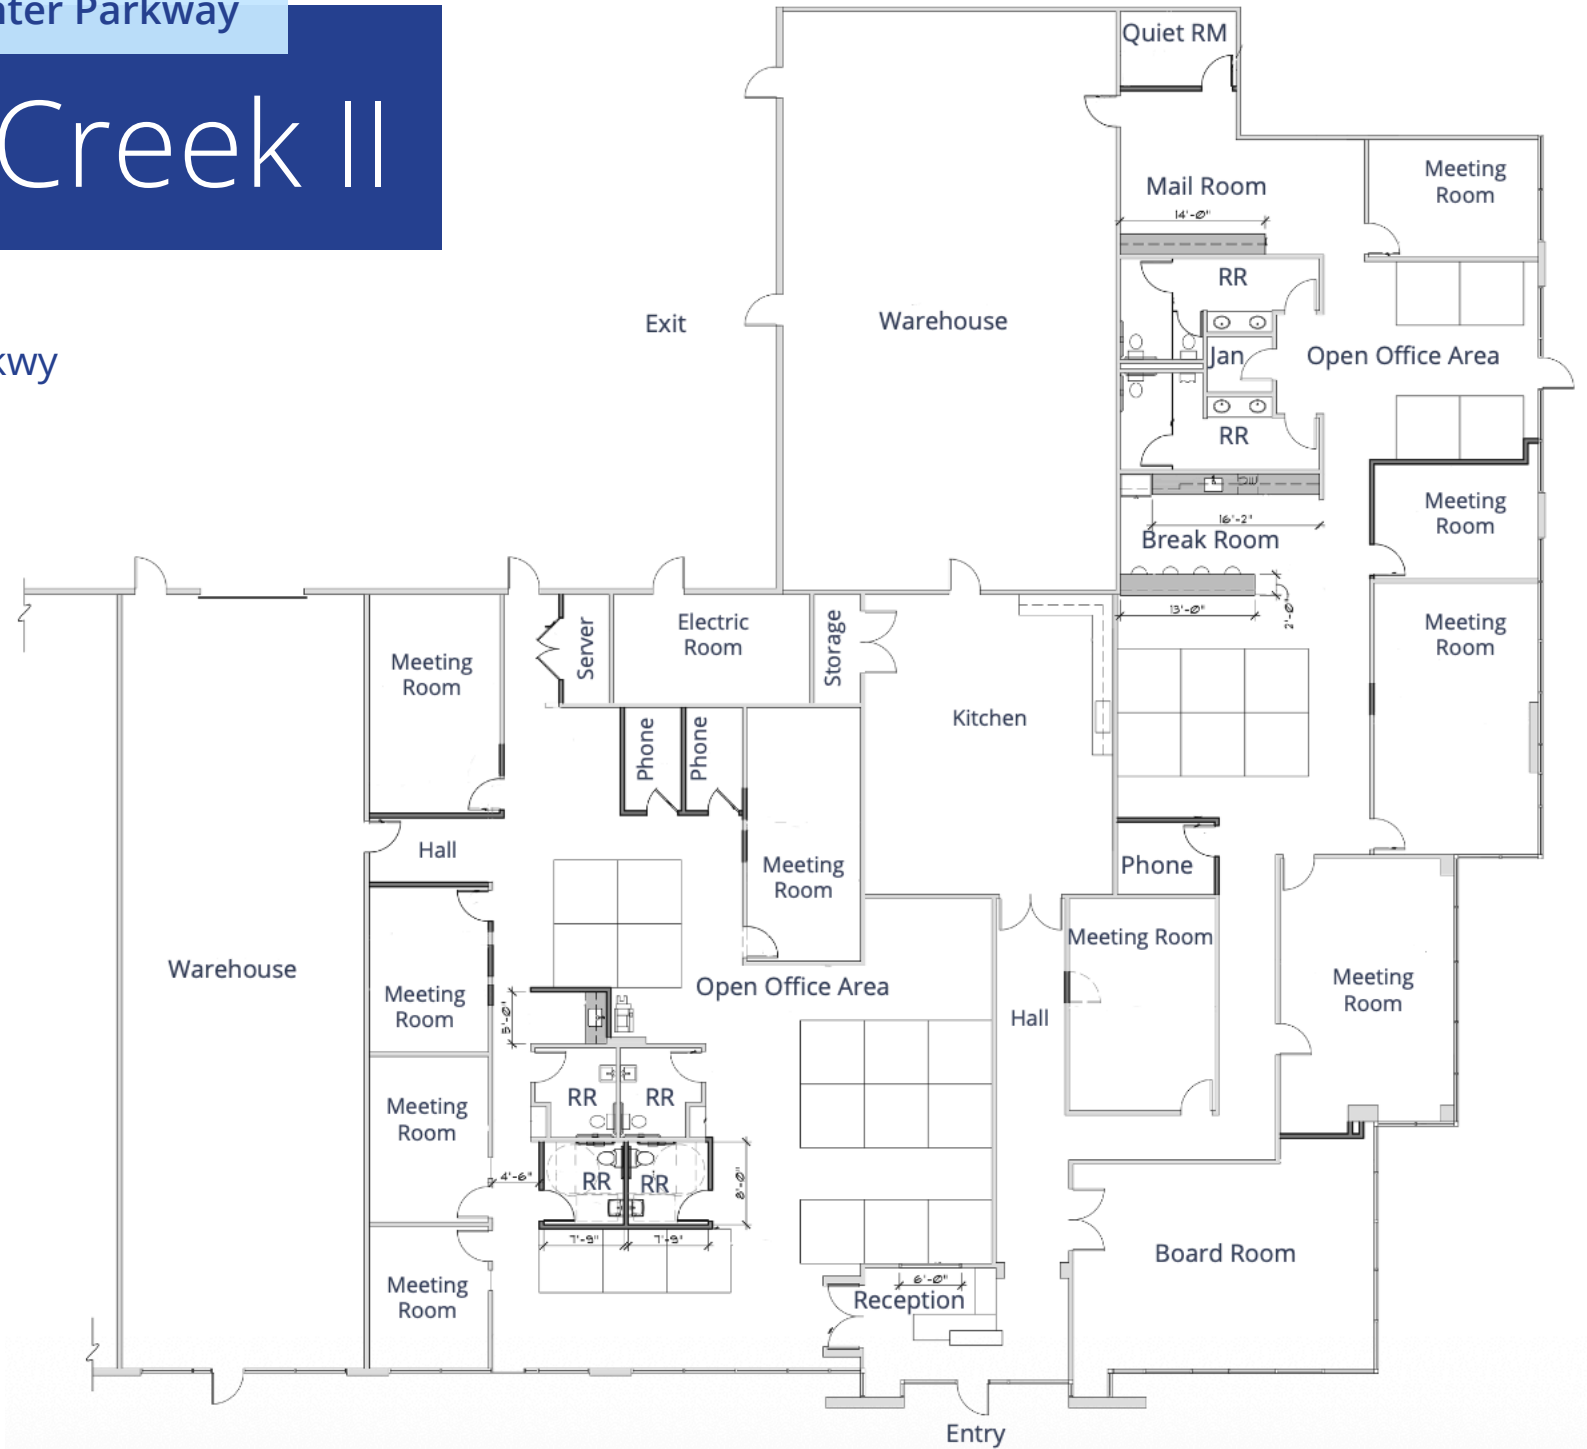 nter Parkway
Creek II
kwy
Quiet RM
Mail Room
14'-0"
Meeting
Room
RR
Exit
Warehouse
Jan
Open Office Area
RR
DW
16'-2"
Break Room
Meeting
Room
13'-0"
2'-0"
Meeting
Room
Server
Electric
Room
Storage
Meeting
Room
Kitchen
Phone
Phone
Hall
Meeting
Room
Phone
Meeting Room
Warehouse
Meeting
Room
Open Office Area
Meeting
Room
Hall
5'-0"
RR
RR
Meeting
Room
4'-6"
RR
RR
8'-0"
7'-9"
7'-9"
Board Room
Meeting
Room
6'-0"
Reception
Entry